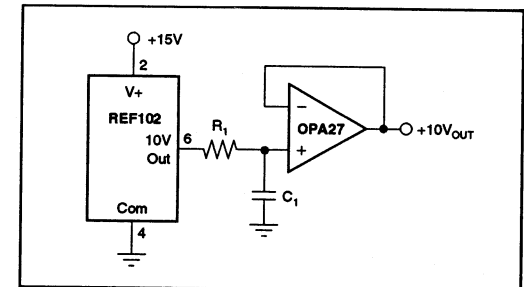 +15V
2
V+
REF102
10V
Out
6
R1
Com
4
C1
−
+
OPA27
+10VOUT